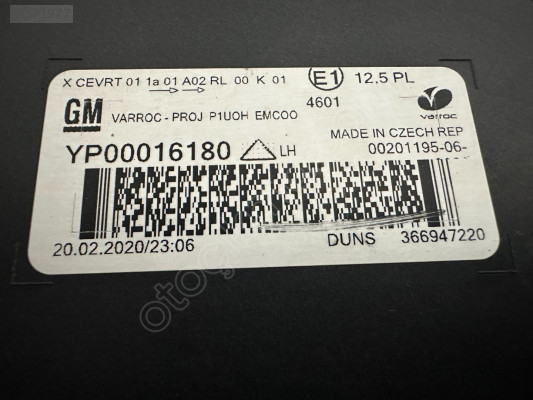 X CEVRT 01 1a 01 A02 RL 00 K 01
E1 12,5 PL
4601
GM
VARROC - PROJ P1UOH EMCOO
varroc
MADE IN CZECH REP
YP00016180 LH
00201195-06-
20.02.2020/23:06
DUNS 366947220